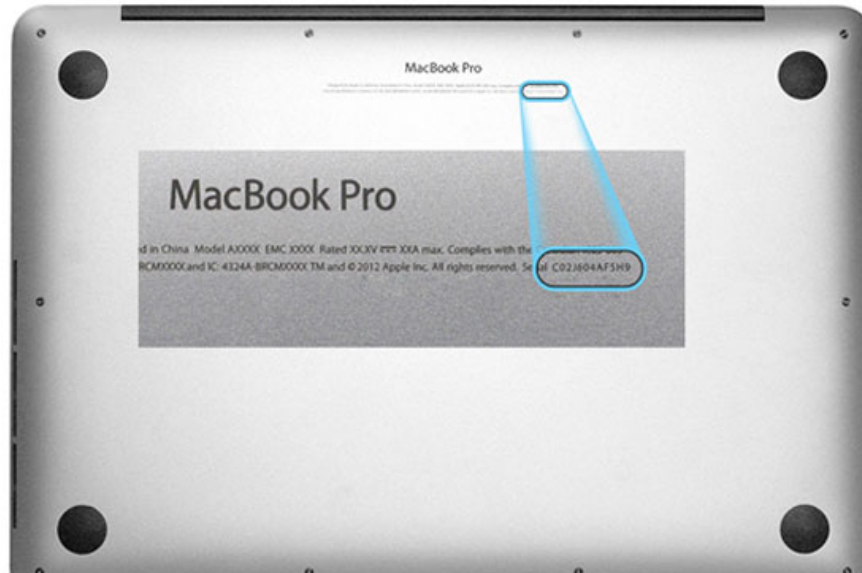 MacBook Pro
MacBook Pro
d in China Model AXXXX EMC XXXX Rated XX.XV XXA max. Complies with the
RCMXXXX and IC: 4324A-BRCMXXXX TM and © 2012 Apple Inc. All rights reserved. Serial C02J604AF5H9